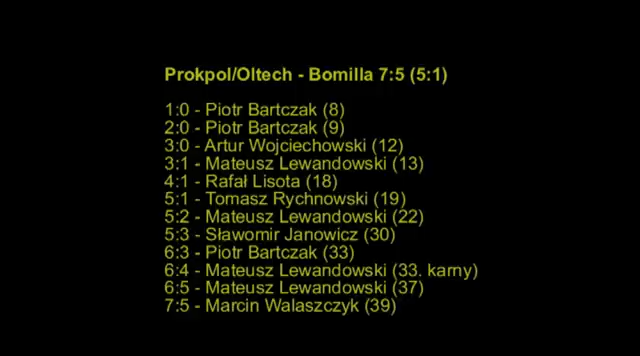 Prokpol/Oltech - Bomilla 7:5 (5:1)
1:0 - Piotr Bartczak (8)
2:0 - Piotr Bartczak (9)
3:0 - Artur Wojciechowski (12)
3:1 - Mateusz Lewandowski (13)
4:1 - Rafał Lisota (18)
5:1 - Tomasz Rychnowski (19)
5:2 - Mateusz Lewandowski (22)
5:3 - Sławomir Janowicz (30)
6:3 - Piotr Bartczak (33)
6:4 - Mateusz Lewandowski (33. karny)
6:5 - Mateusz Lewandowski (37)
7:5 - Marcin Walaszczyk (39)